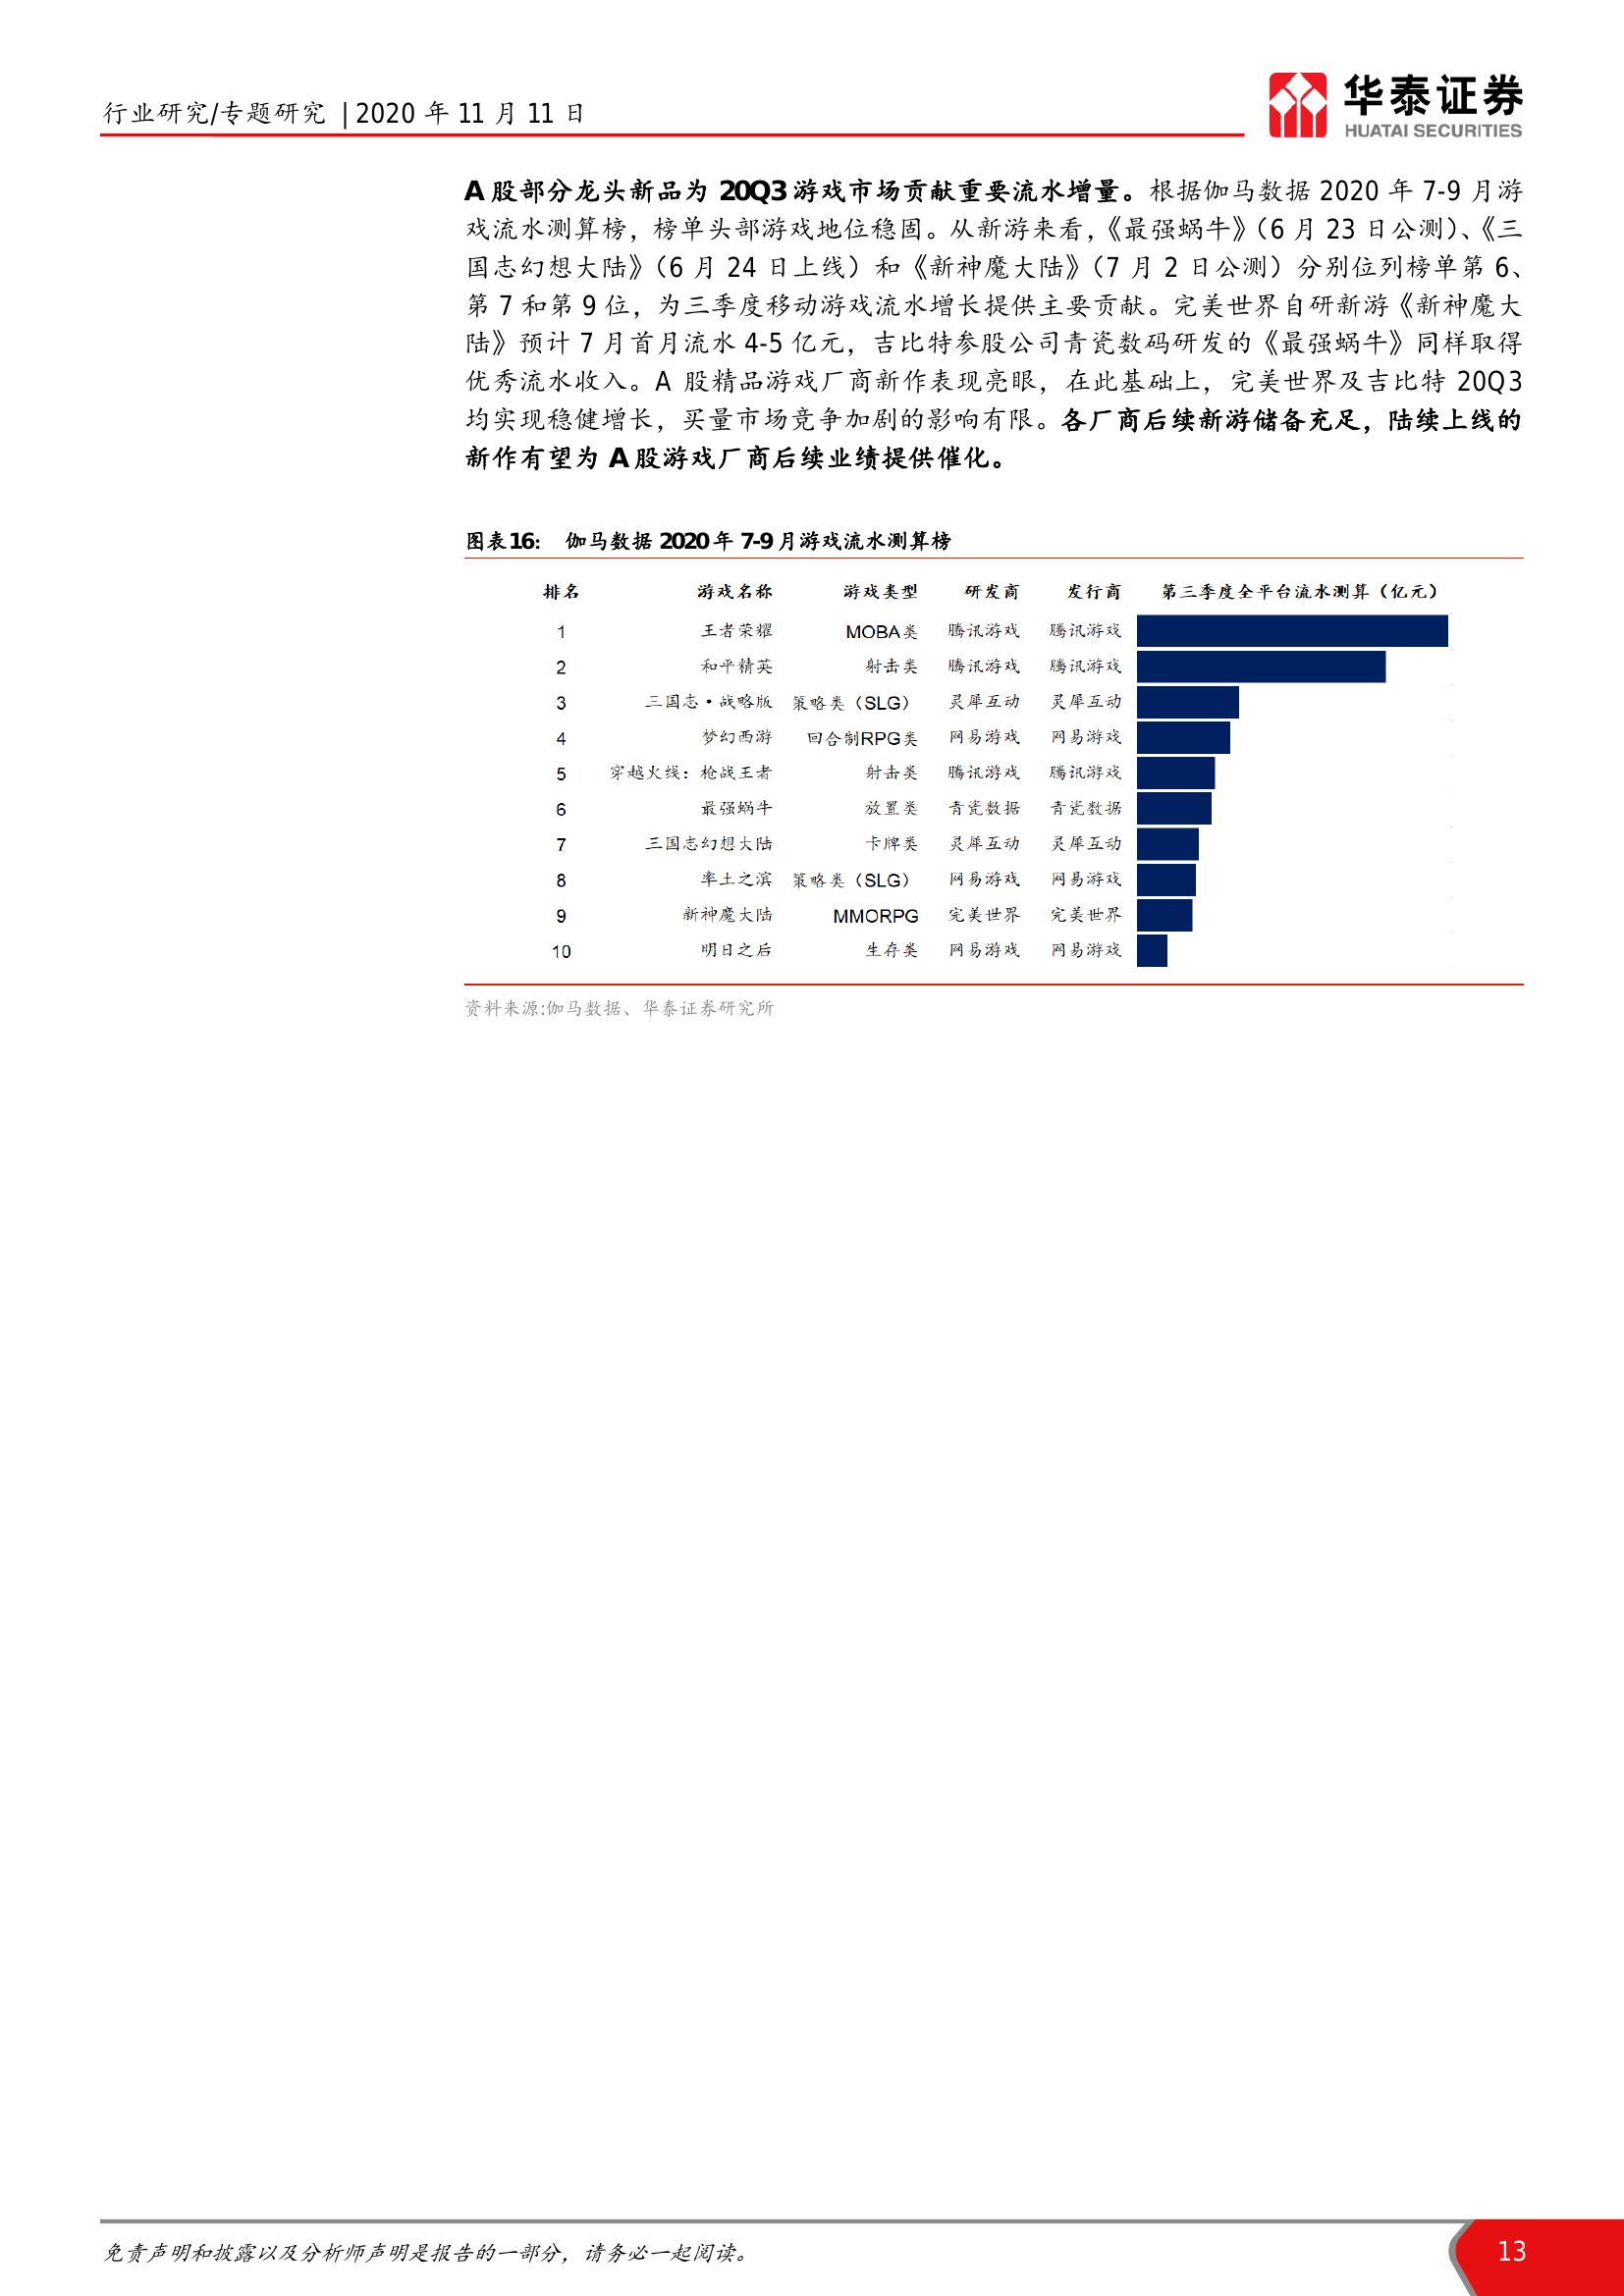 行业研究/专题研究 | 2020 年 11 月 11 日
华泰证券
HUATAI SECURITIES
A 股部分龙头新品为 20Q3 游戏市场贡献重要流水增量。根据伽马数据 2020 年 7-9 月游
戏流水测算榜，榜单头部游戏地位稳固。从新游来看，《最强蜗牛》（6 月 23 日公测）、《三
国志幻想大陆》（6 月 24 日上线）和《新神魔大陆》（7 月 2 日公测）分别位列榜单第 6、
第 7 和第 9 位，为三季度移动游戏流水增长提供主要贡献。完美世界自研新游《新神魔大
陆》预计 7 月首月流水 4-5 亿元，吉比特参股公司青瓷数码研发的《最强蜗牛》同样取得
优秀流水收入。A 股精品游戏厂商新作表现亮眼，在此基础上，完美世界及吉比特 20Q3
均实现稳健增长，买量市场竞争加剧的影响有限。各厂商后续新游储备充足，陆续上线的
新作有望为 A 股游戏厂商后续业绩提供催化。
图表16： 伽马数据 2020 年 7-9 月游戏流水测算榜
排名 游戏名称 游戏类型 研发商 发行商 第三季度全平台流水测算（亿元）
1 王者荣耀 MOBA类 腾讯游戏 腾讯游戏
2 和平精英 射击类 腾讯游戏 腾讯游戏
3 三国志·战略版 策略类（SLG） 灵犀互动 灵犀互动
4 梦幻西游 回合制RPG类 网易游戏 网易游戏
5 穿越火线：枪战王者 射击类 腾讯游戏 腾讯游戏
6 最强蜗牛 放置类 青瓷数据 青瓷数据
7 三国志幻想大陆 卡牌类 灵犀互动 灵犀互动
8 率土之滨 策略类（SLG） 网易游戏 网易游戏
9 新神魔大陆 MMORPG 完美世界 完美世界
10 明日之后 生存类 网易游戏 网易游戏
资料来源:伽马数据、华泰证券研究所
免责声明和披露以及分析师声明是报告的一部分，请务必一起阅读。
13